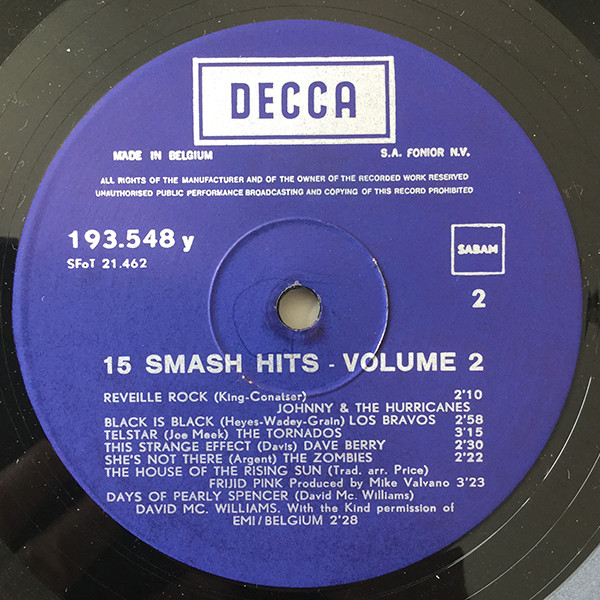 DECCA
MADE IN BELGIUM S.A. FONIOR N.V.
ALL RIGHTS OF THE MANUFACTURER AND OF THE OWNER OF THE RECORDED WORK RESERVED
UNAUTHORISED PUBLIC PERFORMANCE BROADCASTING AND COPYING OF THIS RECORD PROHIBITED
193.548 y
SFoT 21.462
SABAM
2
15 SMASH HITS - VOLUME 2
REVEILLE ROCK (King-Conatser) 2'10
JOHNNY & THE HURRICANES
BLACK IS BLACK (Heyes-Wadey-Grain) LOS BRAVOS 2'58
TELSTAR (Joe Meek) THE TORNADOS 3'15
THIS STRANGE EFFECT (Davis) DAVE BERRY 2'30
SHE'S NOT THERE (Argent) THE ZOMBIES 2'22
THE HOUSE OF THE RISING SUN (Trad. arr. Price)
FRIJID PINK Produced by Mike Valvano 3'23
DAYS OF PEARLY SPENCER (David Mc. Williams)
DAVID MC. WILLIAMS. With the Kind permission of
EMI/BELGIUM 2'28